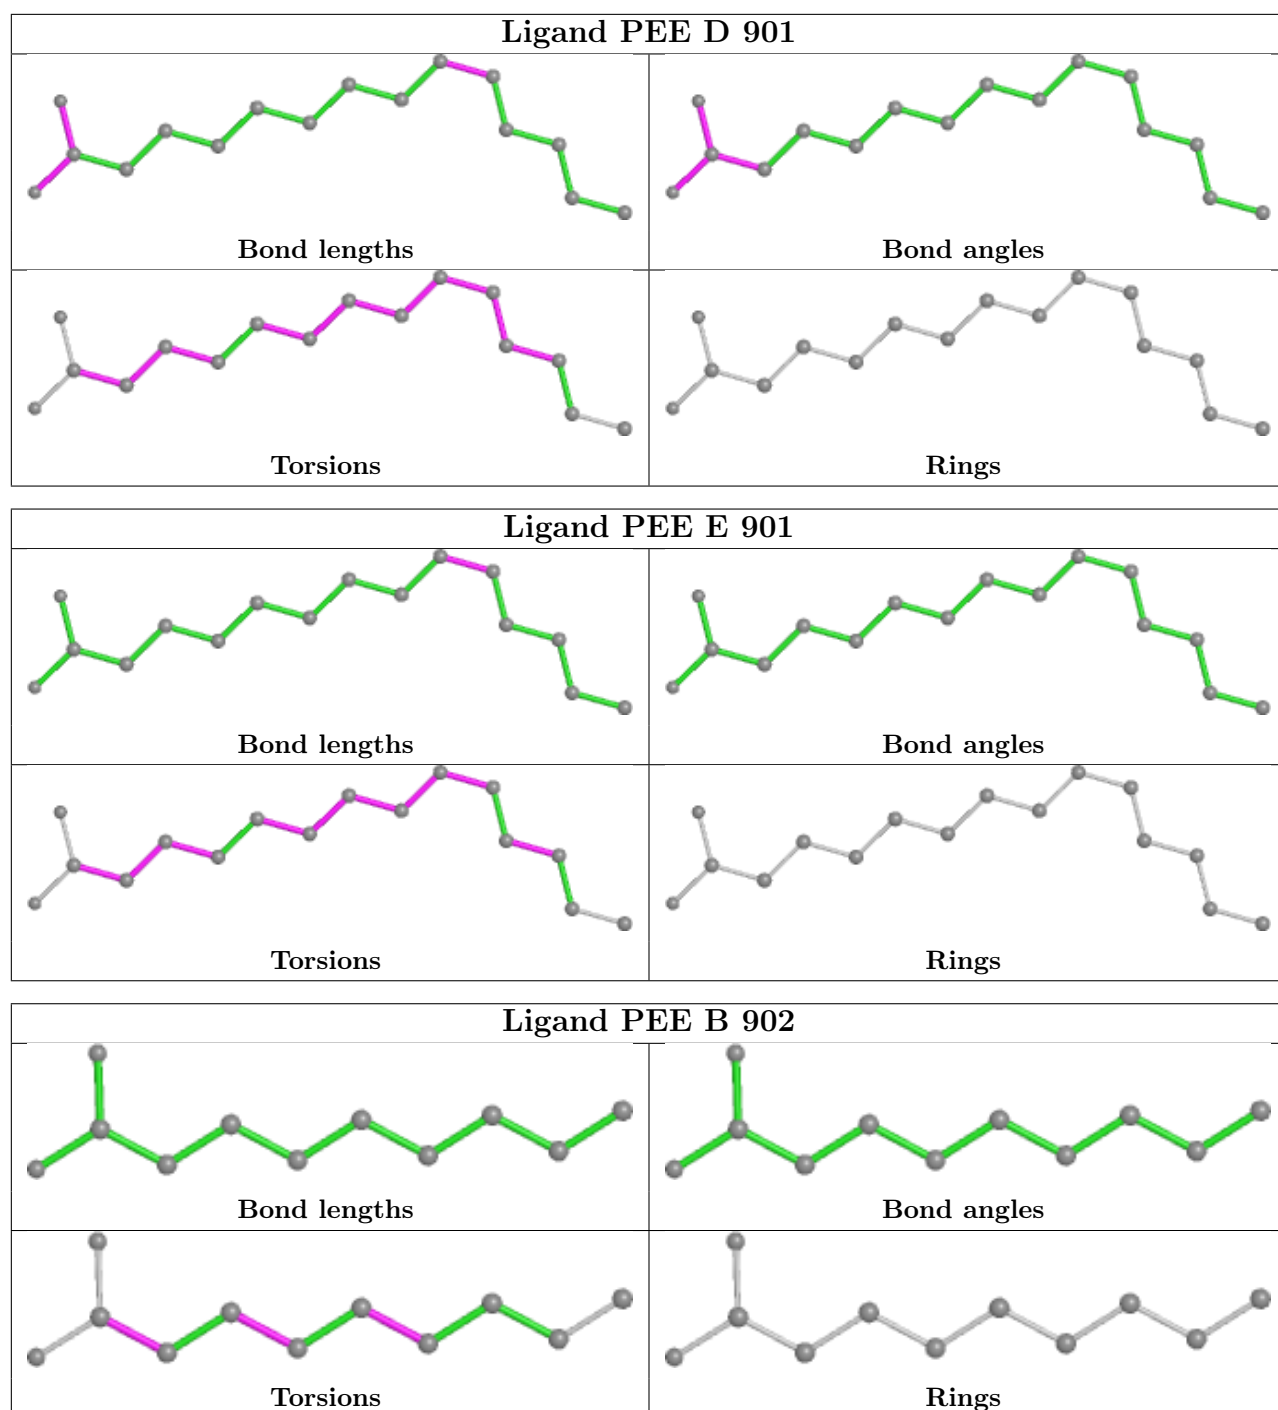 Ligand PEE D 901
Bond lengths
Bond angles
Torsions
Rings
Ligand PEE E 901
Bond lengths
Bond angles
Torsions
Rings
Ligand PEE B 902
Bond lengths
Bond angles
Torsions
Rings